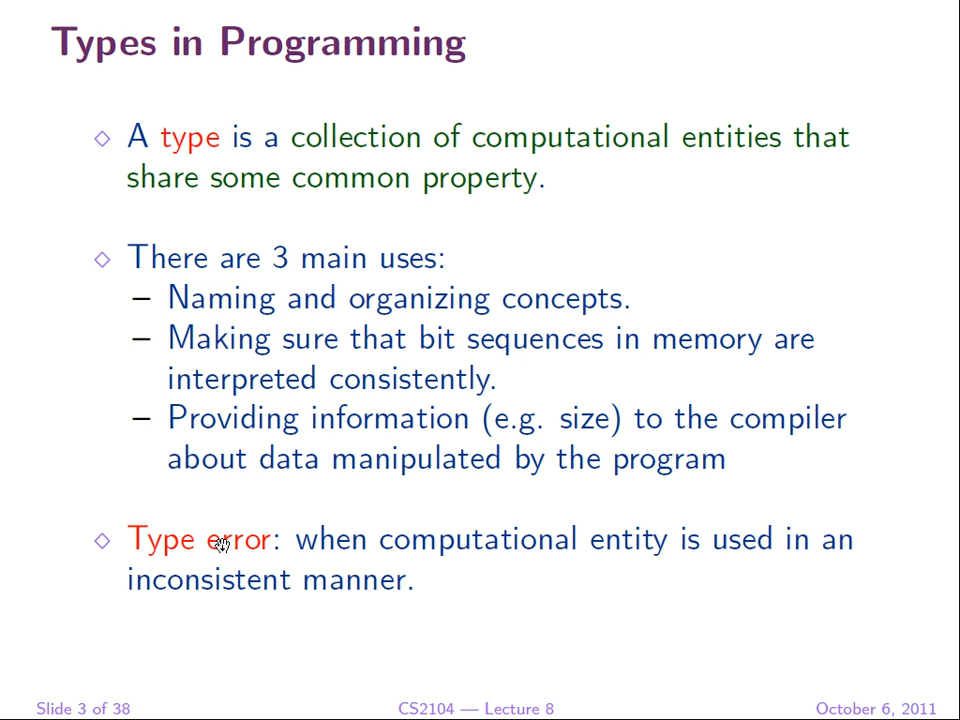 Types in Programming
◇ A type is a collection of computational entities that
share some common property.
◇ There are 3 main uses:
– Naming and organizing concepts.
– Making sure that bit sequences in memory are
interpreted consistently.
– Providing information (e.g. size) to the compiler
about data manipulated by the program
◇ Type error: when computational entity is used in an
inconsistent manner.
Slide 3 of 38 CS2104 — Lecture 8 October 6, 2011